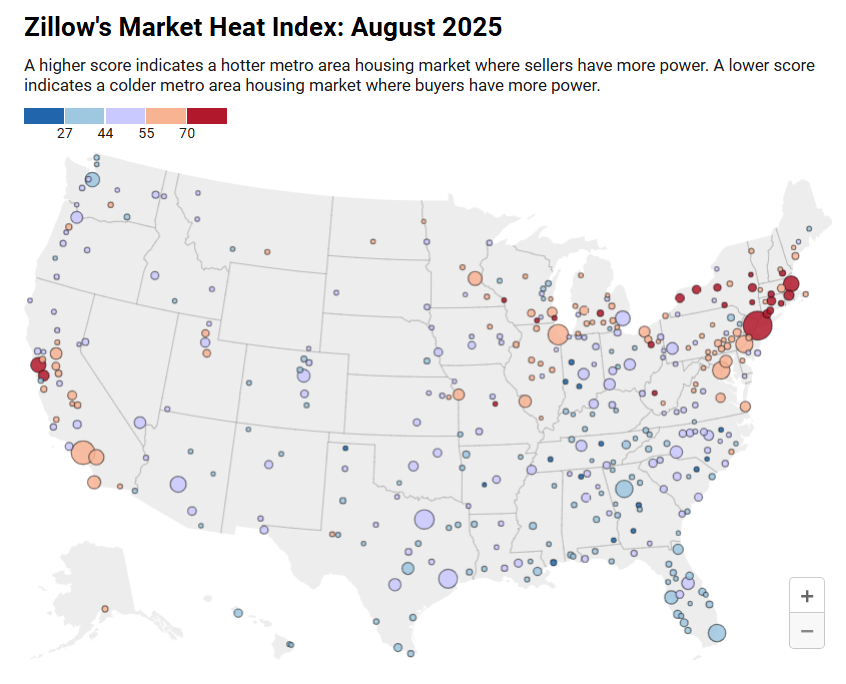 Zillow's Market Heat Index: August 2025
A higher score indicates a hotter metro area housing market where sellers have more power. A lower score
indicates a colder metro area housing market where buyers have more power.
27 44 55 70
+
−